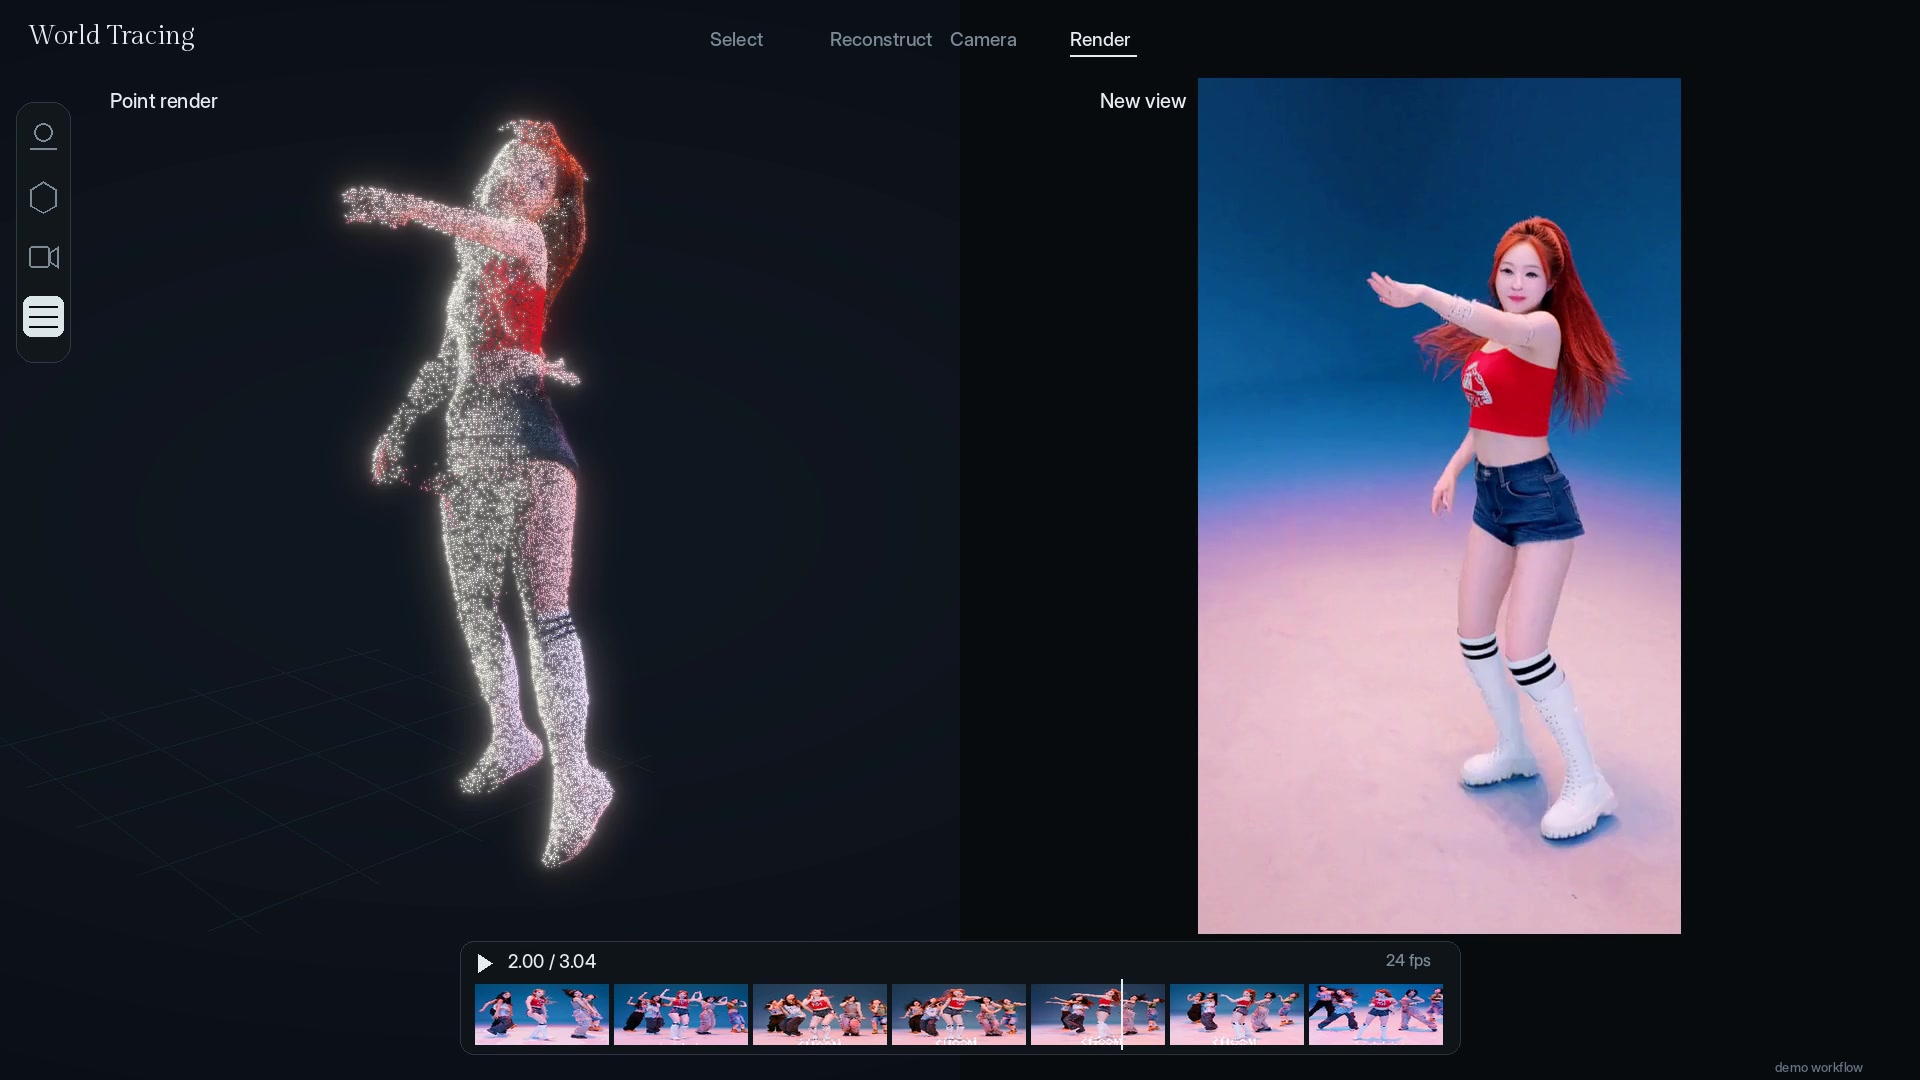 World Tracing
Select
Reconstruct
Camera
Render
Point render
New view
2.00 / 3.04
24 fps
demo workflow